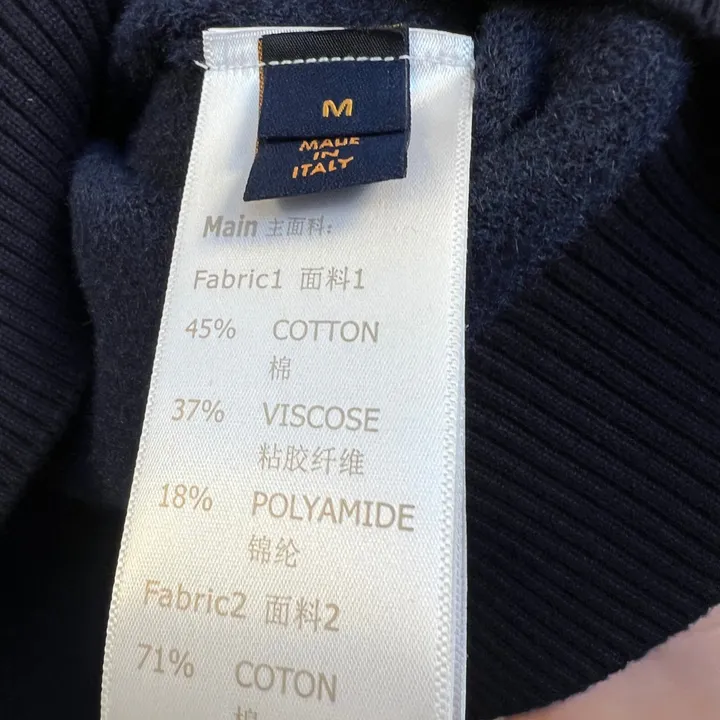 M
MADE
IN
ITALY
Main 主面料:
Fabric1 面料1
45% COTTON
棉
37% VISCOSE
粘胶纤维
18% POLYAMIDE
锦纶
Fabric2 面料2
71% COTON
棉